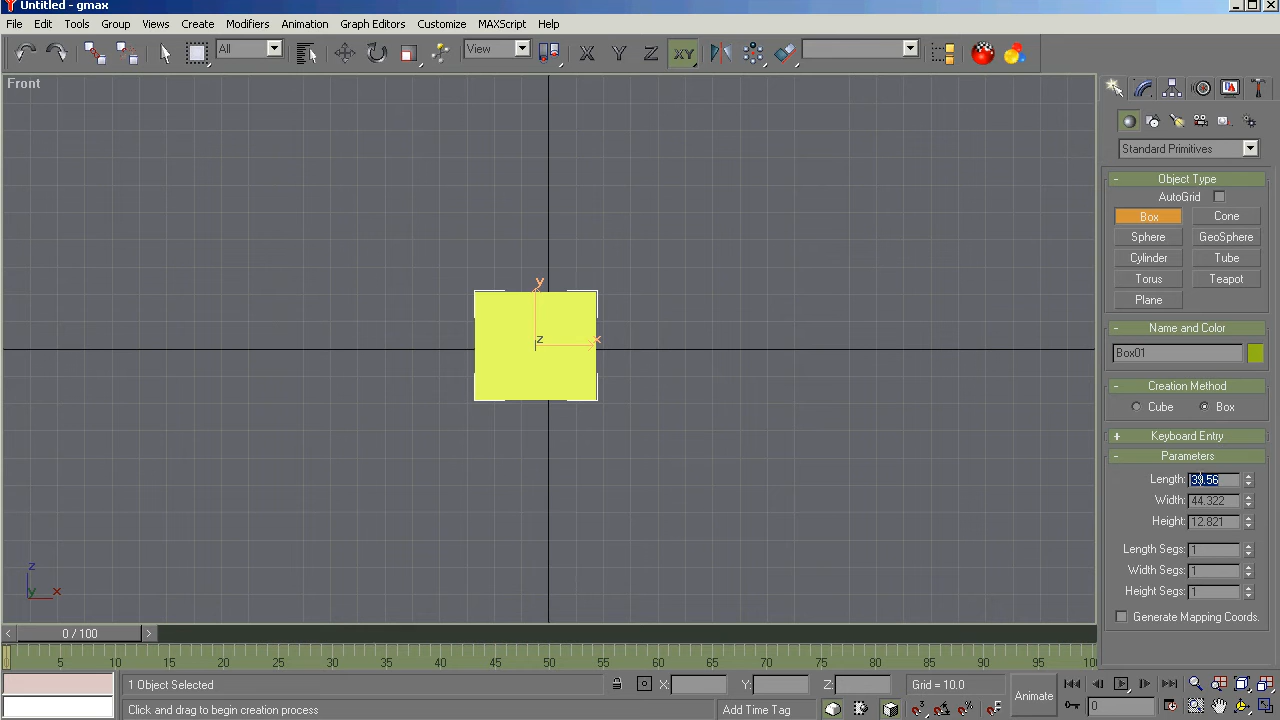 Untitled - gmax
File Edit Tools Group Views Create Modifiers Animation Graph Editors Customize MAXScript Help
All View X Y Z XY
Front
Standard Primitives
- Object Type
AutoGrid
Box Cone
Sphere GeoSphere
Cylinder Tube
Torus Teapot
Plane
- Name and Color
y
z x
Box01
- Creation Method
Cube Box
+ Keyboard Entry
- Parameters
Length: 39.56
Width: 44.322
Height: 12.821
Length Segs: 1
Width Segs: 1
z
y x
Height Segs: 1
Generate Mapping Coords.
< 0 / 100 >
5 10 15 20 25 30 35 40 45 50 55 60 65 70 75 80 85 90 95 100
1 Object Selected X: Y: Z: Grid = 10.0 Animate
Click and drag to begin creation process Add Time Tag 0